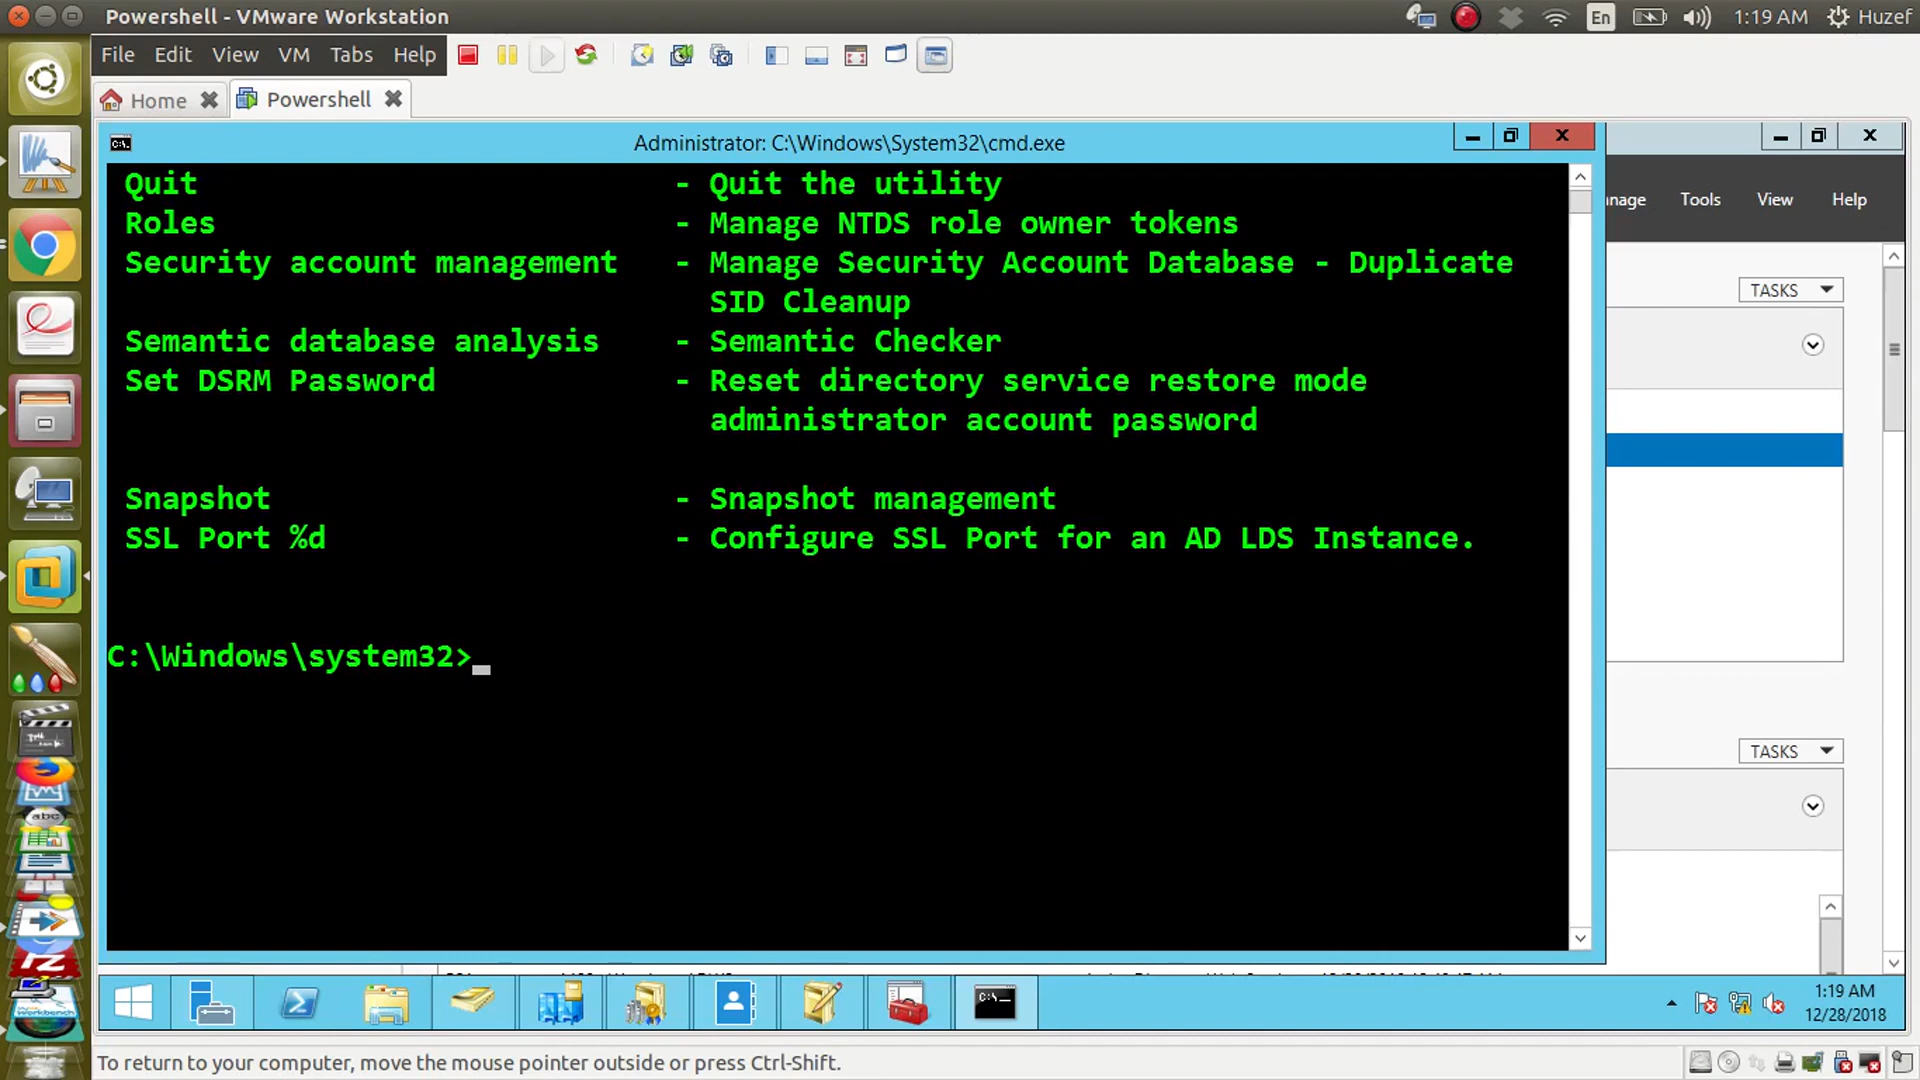 Powershell - VMware Workstation
En
1:19 AM
Huzef
File Edit View VM Tabs Help
Home
Powershell
Administrator: C:\Windows\System32\cmd.exe
nage Tools View Help
Quit - Quit the utility
Roles - Manage NTDS role owner tokens
Security account management - Manage Security Account Database - Duplicate
SID Cleanup
Semantic database analysis - Semantic Checker
Set DSRM Password - Reset directory service restore mode
administrator account password
Snapshot - Snapshot management
SSL Port %d - Configure SSL Port for an AD LDS Instance.
C:\Windows\system32>
TASKS
TASKS
1:19 AM
12/28/2018
To return to your computer, move the mouse pointer outside or press Ctrl-Shift.